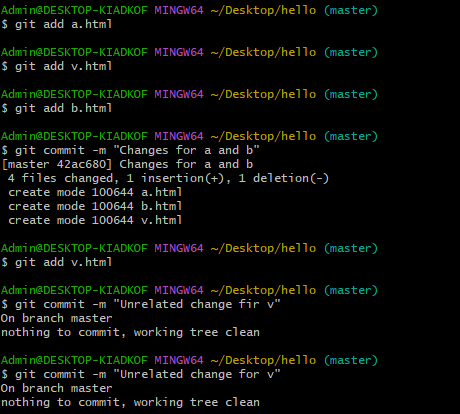 Admin@DESKTOP-KIADKOF MINGW64 ~/Desktop/hello (master)
$ git add a.html
Admin@DESKTOP-KIADKOF MINGW64 ~/Desktop/hello (master)
$ git add v.html
Admin@DESKTOP-KIADKOF MINGW64 ~/Desktop/hello (master)
$ git add b.html
Admin@DESKTOP-KIADKOF MINGW64 ~/Desktop/hello (master)
$ git commit -m "Changes for a and b"
[master 42ac680] Changes for a and b
4 files changed, 1 insertion(+), 1 deletion(-)
create mode 100644 a.html
create mode 100644 b.html
create mode 100644 v.html
Admin@DESKTOP-KIADKOF MINGW64 ~/Desktop/hello (master)
$ git add v.html
Admin@DESKTOP-KIADKOF MINGW64 ~/Desktop/hello (master)
$ git commit -m "Unrelated change fir v"
On branch master
nothing to commit, working tree clean
Admin@DESKTOP-KIADKOF MINGW64 ~/Desktop/hello (master)
$ git commit -m "Unrelated change for v"
On branch master
nothing to commit, working tree clean